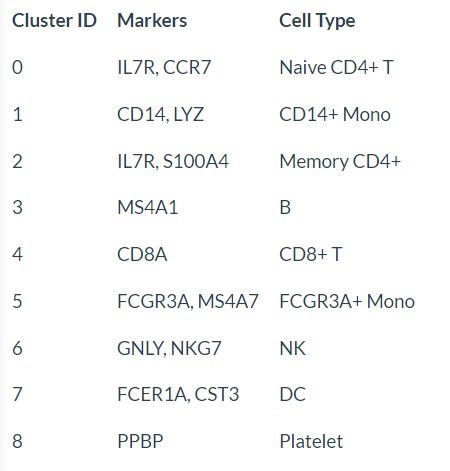 Cluster ID Markers Cell Type
0 IL7R, CCR7 Naive CD4+ T
1 CD14, LYZ CD14+ Mono
2 IL7R, S100A4 Memory CD4+
3 MS4A1 B
4 CD8A CD8+ T
5 FCGR3A, MS4A7 FCGR3A+ Mono
6 GNLY, NKG7 NK
7 FCER1A, CST3 DC
8 PPBP Platelet